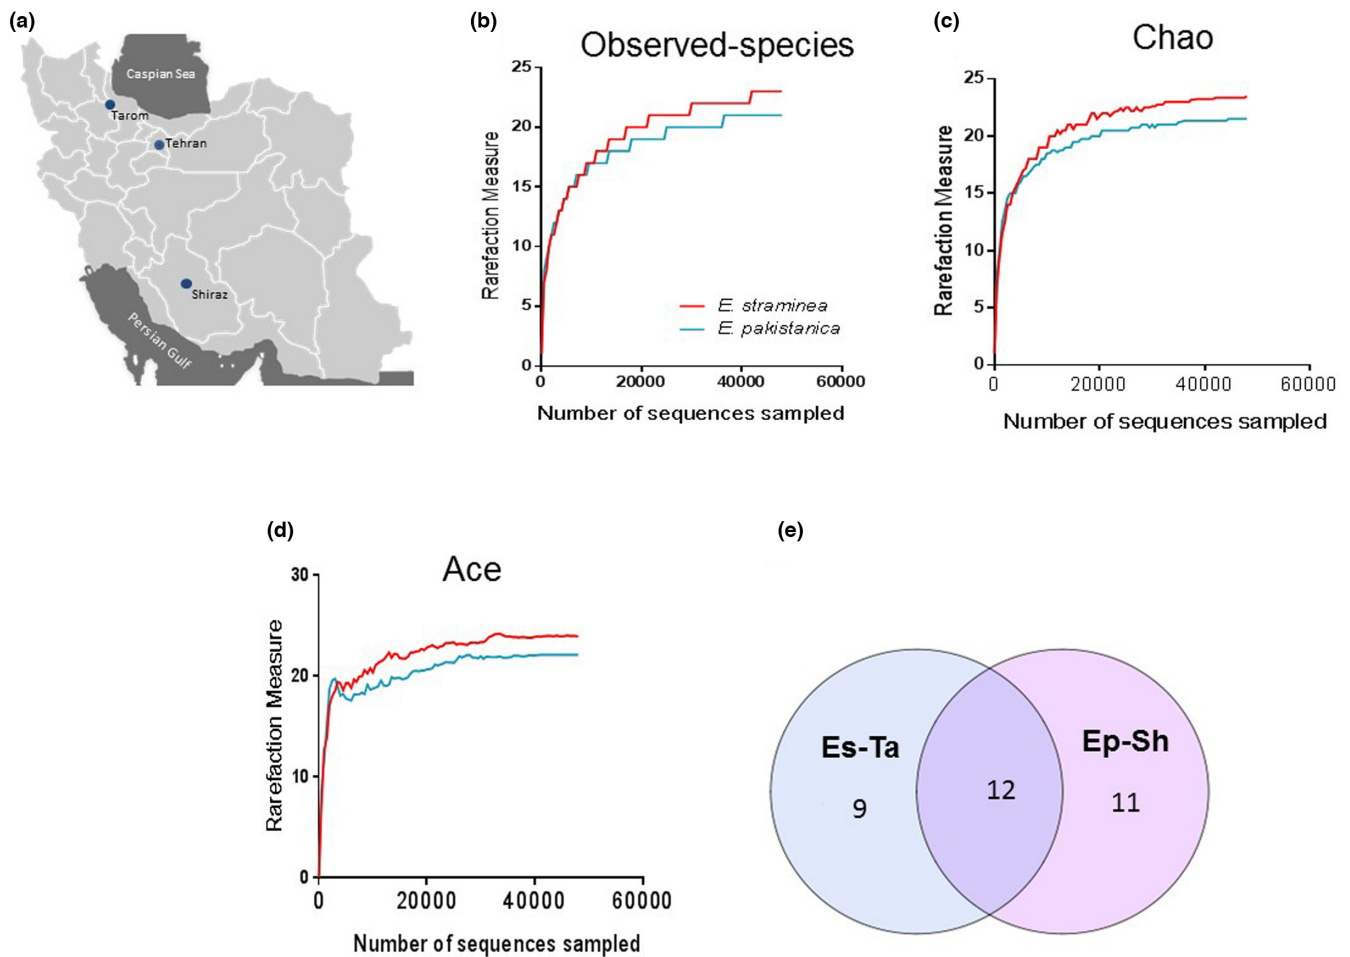 (a)
Caspian Sea
Tarom
Tehran
Shiraz
Persian Gulf
(b)
Observed-species
Rarefaction Measure
25
20
15
10
5
0
E. straminea
E. pakistanica
0 20000 40000 60000
Number of sequences sampled
(c)
Chao
Rarefaction Measure
25
20
15
10
5
0
0 20000 40000 60000
Number of sequences sampled
(d)
Ace
Rarefaction Measure
30
20
10
0
0 20000 40000 60000
Number of sequences sampled
(e)
Es-Ta
9
12
Ep-Sh
11